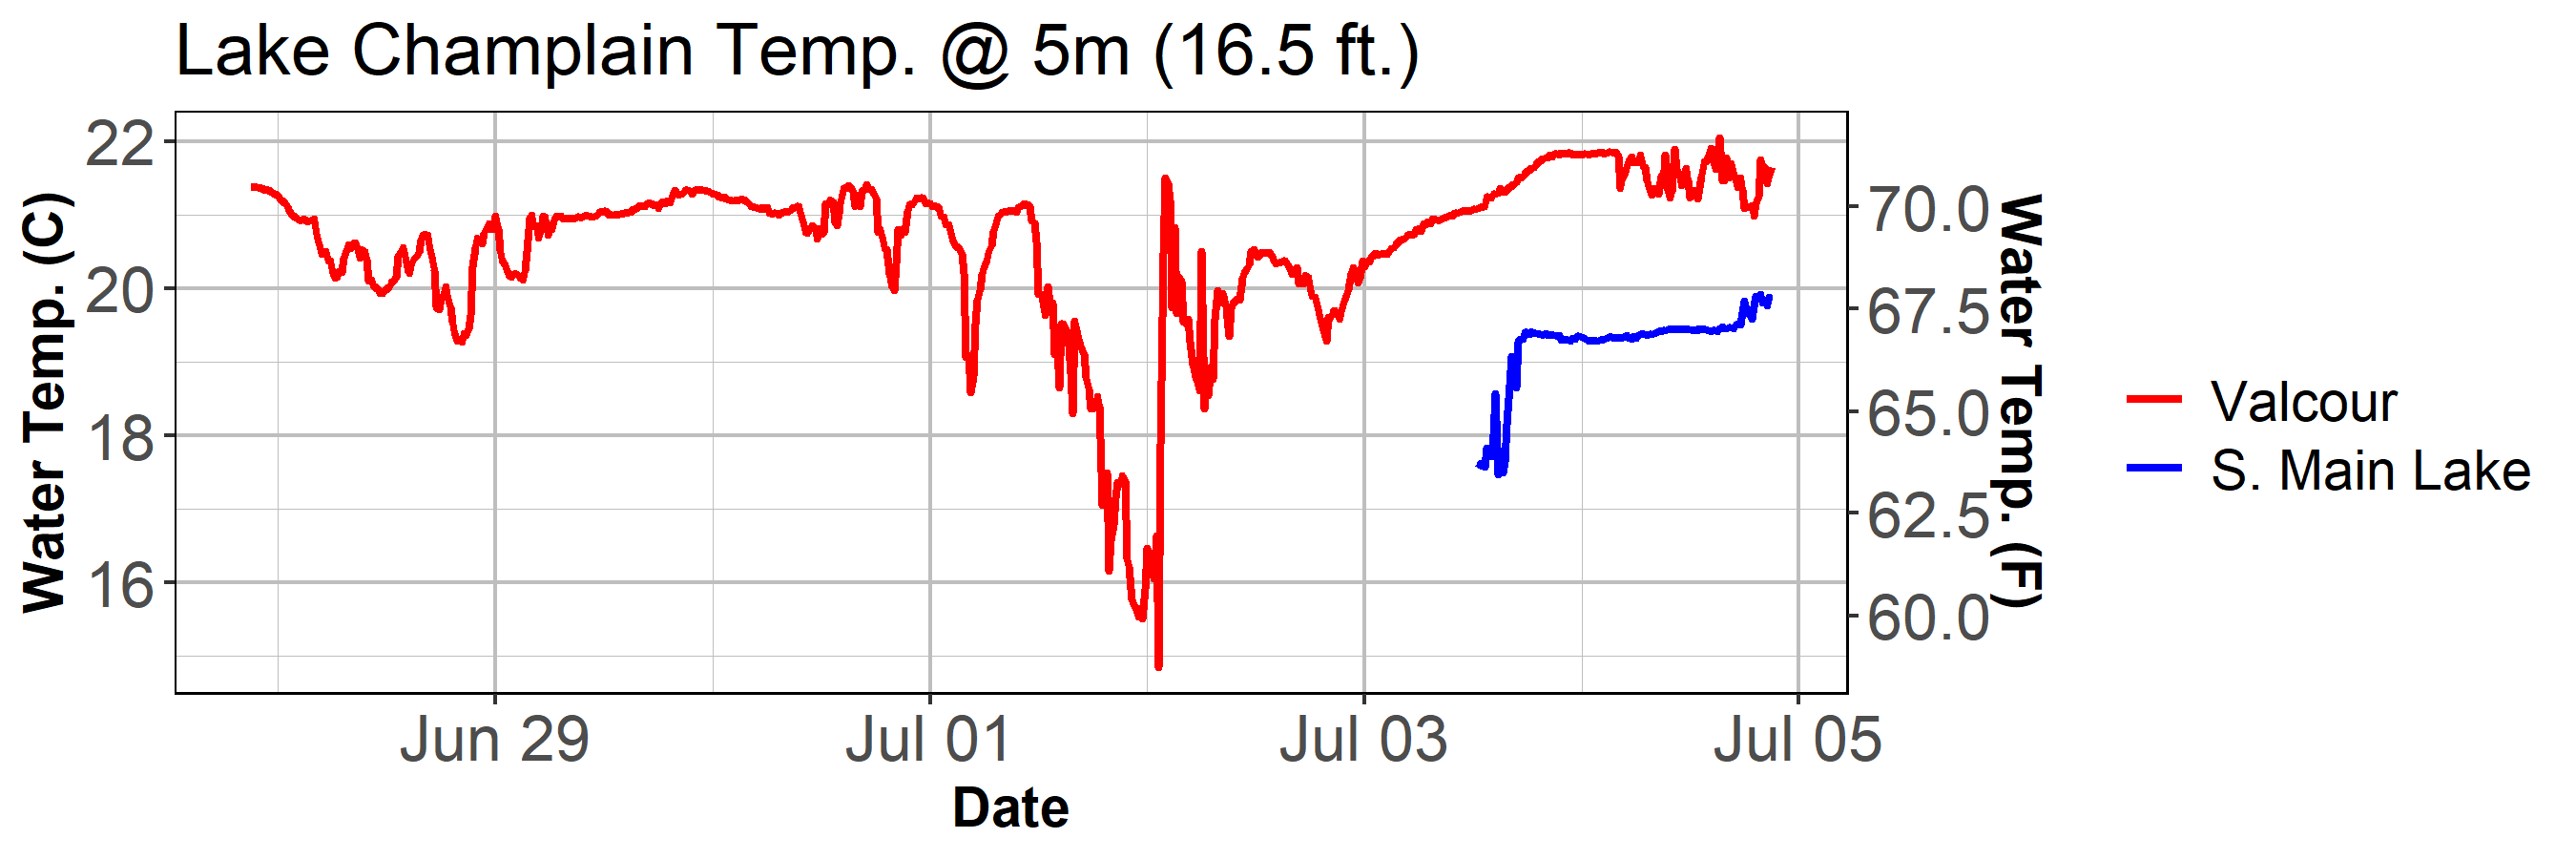 Lake Champlain Temp. @ 5m (16.5 ft.)
Water Temp. (C)
22
20
18
16
70.0
67.5
65.0
62.5
60.0
Water Temp. (F)
Valcour
S. Main Lake
Jun 29
Jul 01
Jul 03
Jul 05
Date